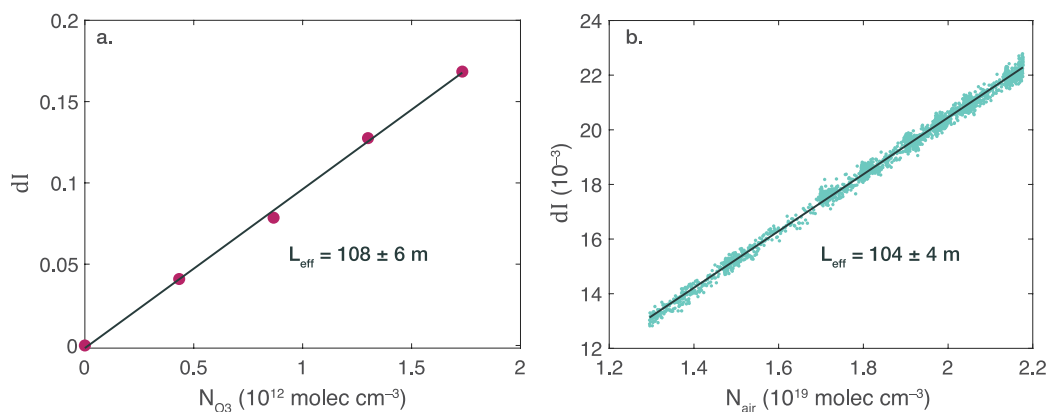 a.
0.2
0.15
0.1
0.05
0
dI
L_eff = 108 ± 6 m
0 0.5 1 1.5 2
N_O3 (10^12 molec cm^−3)
b.
24
22
20
18
16
14
12
dI (10^−3)
L_eff = 104 ± 4 m
1.2 1.4 1.6 1.8 2.0 2.2
N_air (10^19 molec cm^−3)